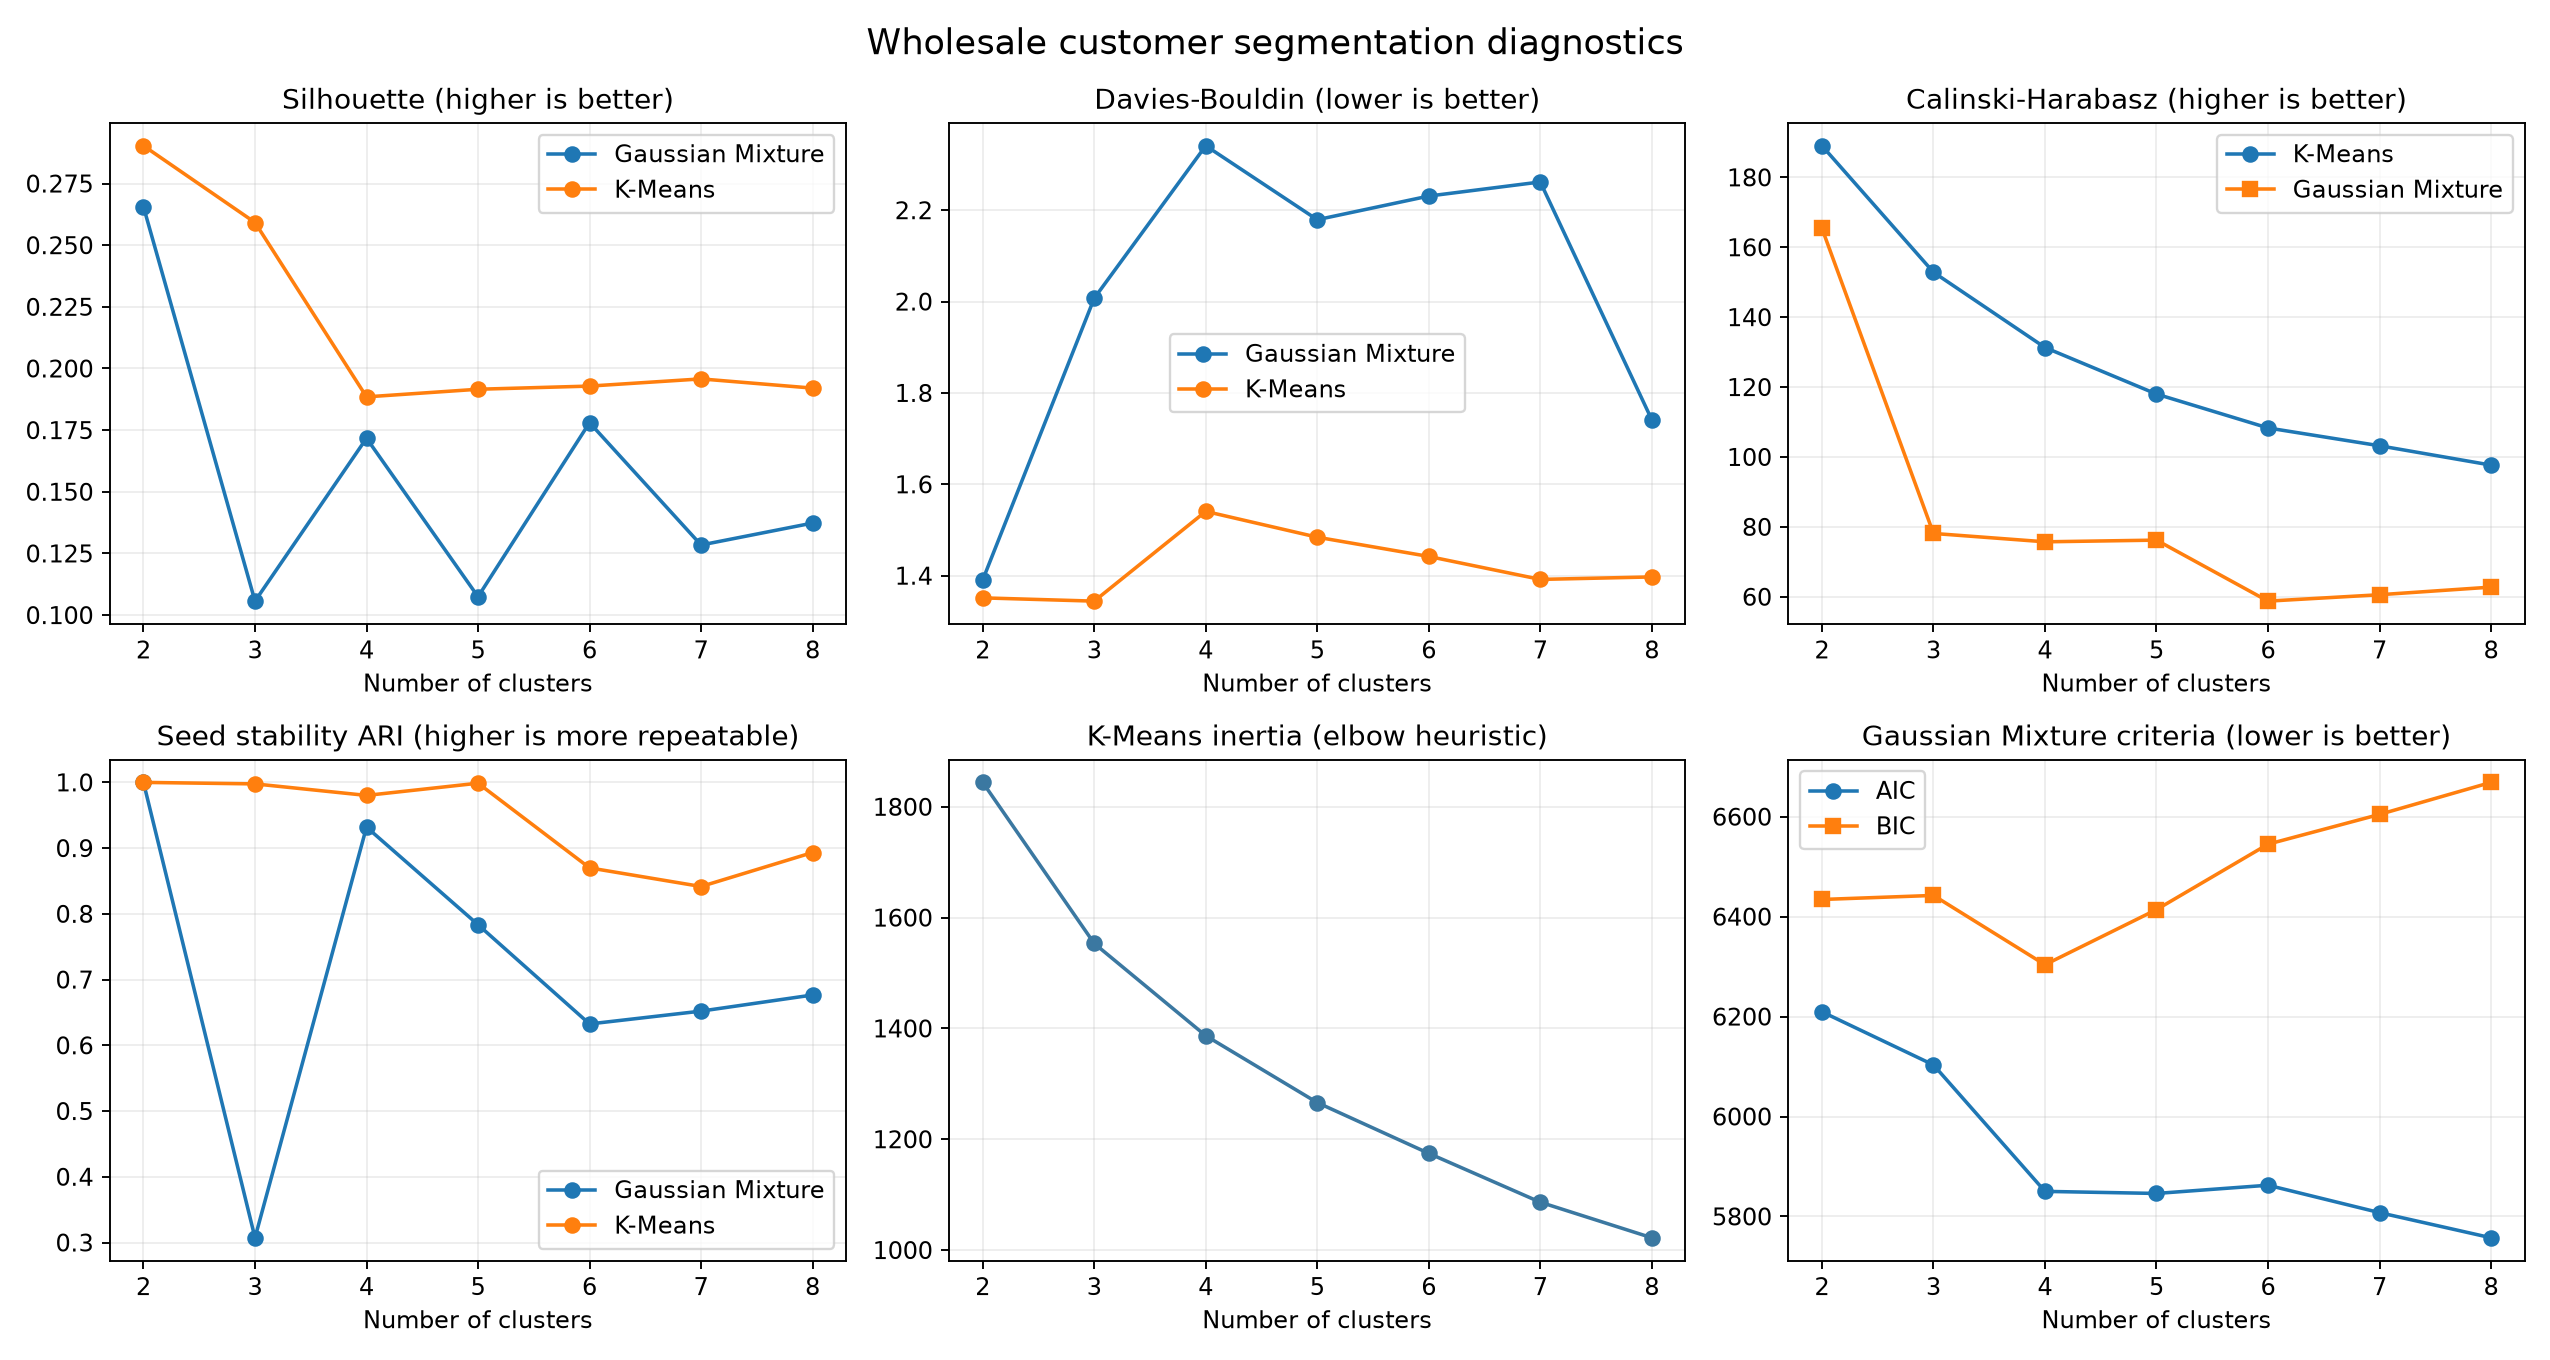 Wholesale customer segmentation diagnostics
Silhouette (higher is better)
Gaussian Mixture
K-Means
0.275
0.250
0.225
0.200
0.175
0.150
0.125
0.100
2 3 4 5 6 7 8
Number of clusters
Davies-Bouldin (lower is better)
2.2
2.0
1.8
1.6
1.4
Gaussian Mixture
K-Means
2 3 4 5 6 7 8
Number of clusters
Calinski-Harabasz (higher is better)
K-Means
Gaussian Mixture
180
160
140
120
100
80
60
2 3 4 5 6 7 8
Number of clusters
Seed stability ARI (higher is more repeatable)
1.0
0.9
0.8
0.7
0.6
0.5
0.4
0.3
Gaussian Mixture
K-Means
2 3 4 5 6 7 8
Number of clusters
K-Means inertia (elbow heuristic)
1800
1600
1400
1200
1000
2 3 4 5 6 7 8
Number of clusters
Gaussian Mixture criteria (lower is better)
AIC
BIC
6600
6400
6200
6000
5800
2 3 4 5 6 7 8
Number of clusters